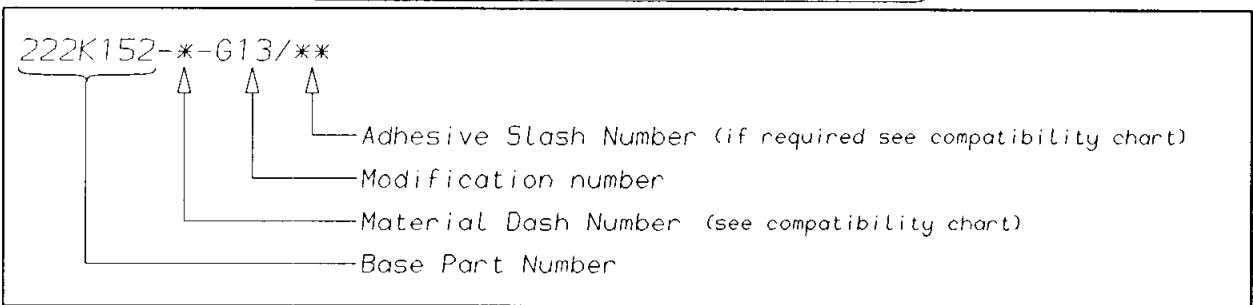 222K152-*-G13/**
Adhesive Slash Number (if required see compatibility chart)
Modification number
Material Dash Number (see compatibility chart)
Base Part Number